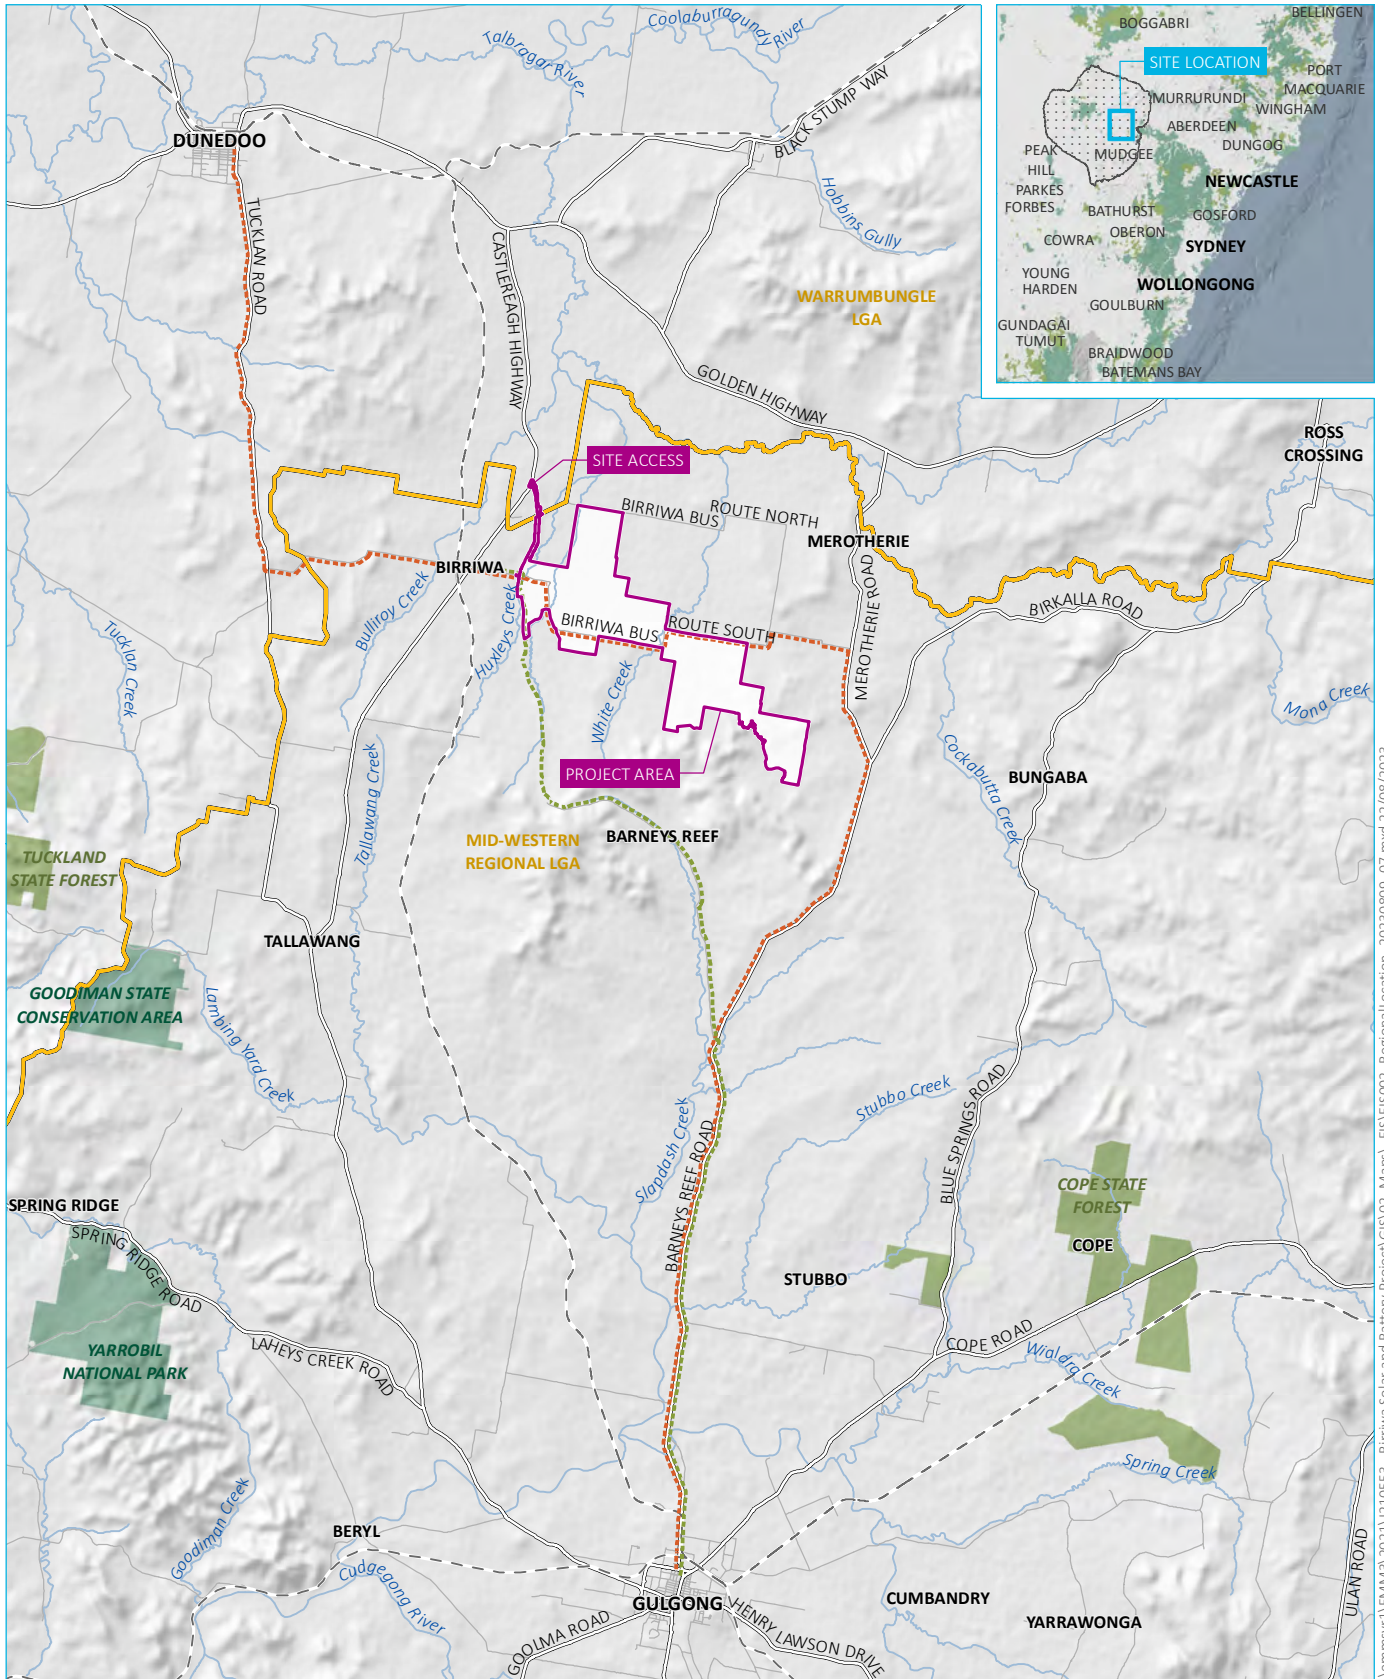 Coolaburragundy River
Talbragar River
DUNEDOO
BLACK STUMP WAY
Hobbins Gully
TUCKLAN ROAD
CASTLEREAGH HIGHWAY
WARRUMBUNGLE
LGA
GOLDEN HIGHWAY
BOGGABRI
BELLINGEN
SITE LOCATION
PORT
MACQUARIE
MURRURUNDI
WINGHAM
ABERDEEN
DUNGOG
PEAK
HILL
MUDGEE
NEWCASTLE
PARKES
FORBES
BATHURST
GOSFORD
OBERON
COWRA
SYDNEY
YOUNG
HARDEN
WOLLONGONG
GOULBURN
GUNDAGAI
TUMUT
BRAIDWOOD
BATEMANS BAY
ROSS
CROSSING
SITE ACCESS
BIRRIWA BUS
ROUTE NORTH
MEROTHERIE
BIRRIWA
MEROTHERIE ROAD
BIRKALLA ROAD
Bulliroy Creek
Huxleys Creek
BIRRIWA BUS
ROUTE SOUTH
Tucklan Creek
White Creek
Mona Creek
Cockabutta Creek
Tallawang Creek
PROJECT AREA
BUNGABA
MID-WESTERN
REGIONAL LGA
BARNEYS REEF
TUCKLAND
STATE FOREST
TALLAWANG
GOODIMAN STATE
CONSERVATION AREA
Lambing Yard Creek
Slapdash Creek
Stubbo Creek
BLUE SPRINGS ROAD
BARNEYS REEF ROAD
COPE STATE
FOREST
COPE
SPRING RIDGE
SPRING RIDGE ROAD
STUBBO
LAHEYS CREEK ROAD
YARROBIL
NATIONAL PARK
COPE ROAD
Wialdra Creek
Spring Creek
Goodiman Creek
BERYL
Cudgegong River
GULGONG
GOOLMA ROAD
HENRY LAWSON DRIVE
CUMBANDRY
YARRAWONGA
ULAN ROAD